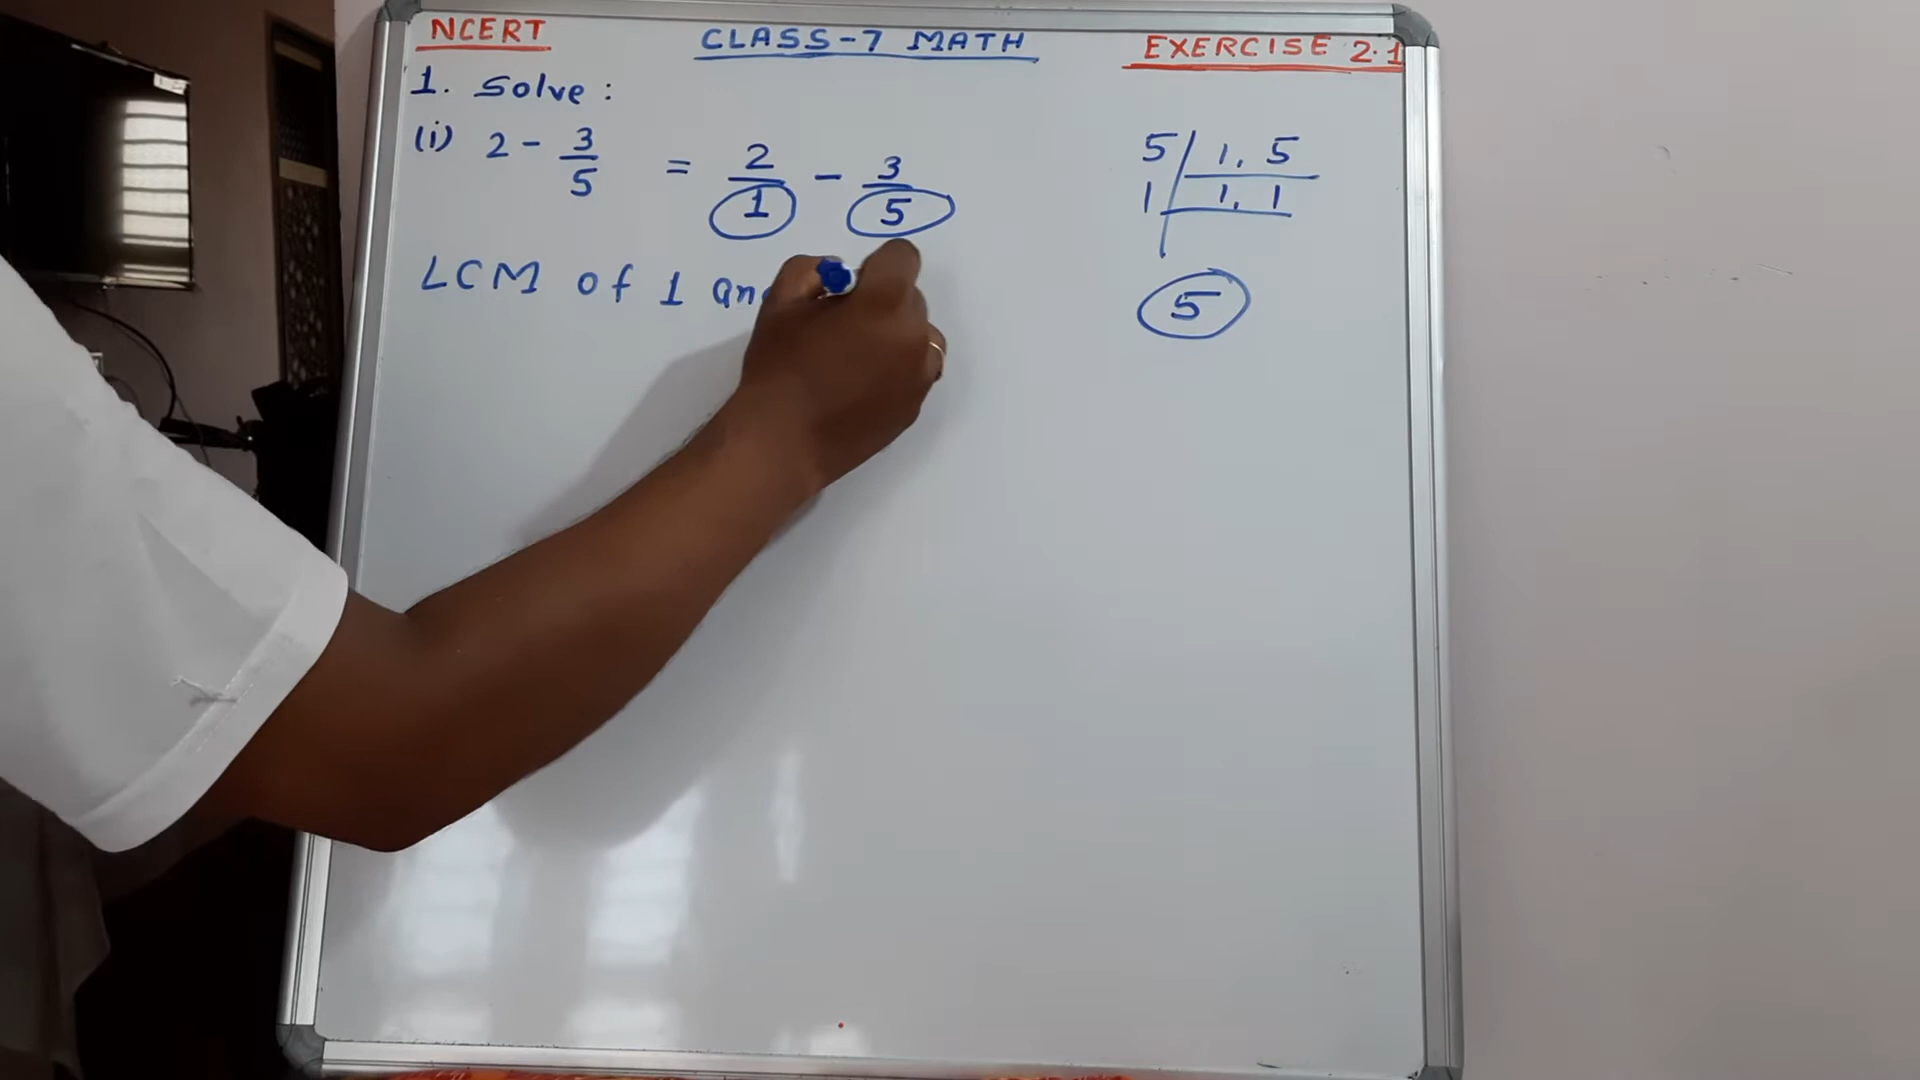 NCERT CLASS-7 MATH EXERCISE 2.1
1. Solve :
(i) 2 - 3/5 = 2/1 - 3/5
LCM of 1 an
5 | 1, 5
1 | 1, 1
5